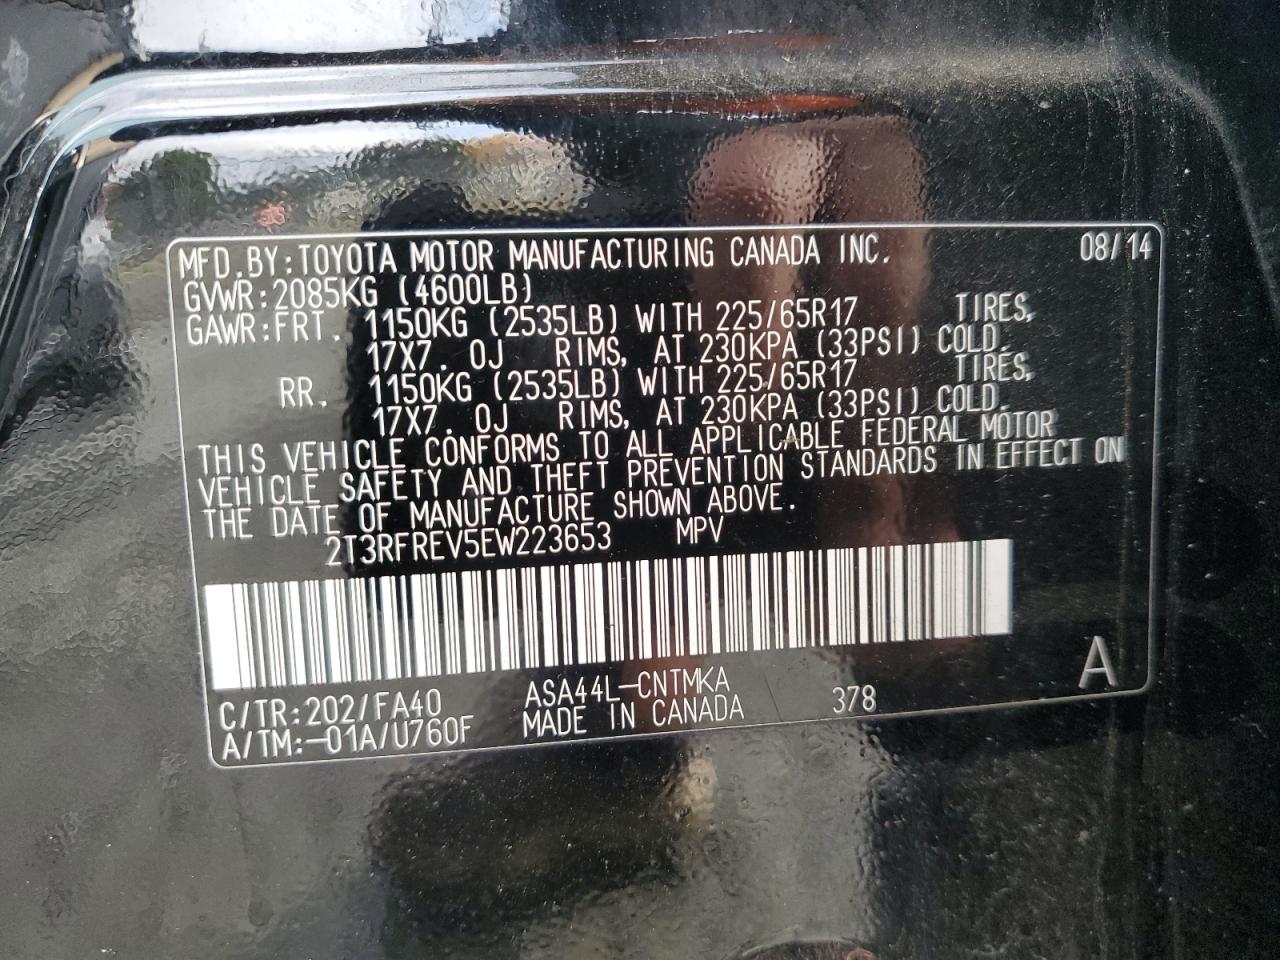 MFD.BY:TOYOTA MOTOR MANUFACTURING CANADA INC. 08/14
GVWR:2085KG (4600LB)
GAWR:FRT. 1150KG (2535LB) WITH 225/65R17 TIRES,
17X7. 0J RIMS, AT 230KPA (33PSI) COLD.
RR. 1150KG (2535LB) WITH 225/65R17 TIRES,
17X7. 0J RIMS, AT 230KPA (33PSI) COLD.
THIS VEHICLE CONFORMS TO ALL APPLICABLE FEDERAL MOTOR
VEHICLE SAFETY AND THEFT PREVENTION STANDARDS IN EFFECT ON
THE DATE OF MANUFACTURE SHOWN ABOVE.
2T3RFREV5EW223653 MPV
C/TR:202/FA40 ASA44L-CNTMKA 378 A
A/TM:-01A/U760F MADE IN CANADA